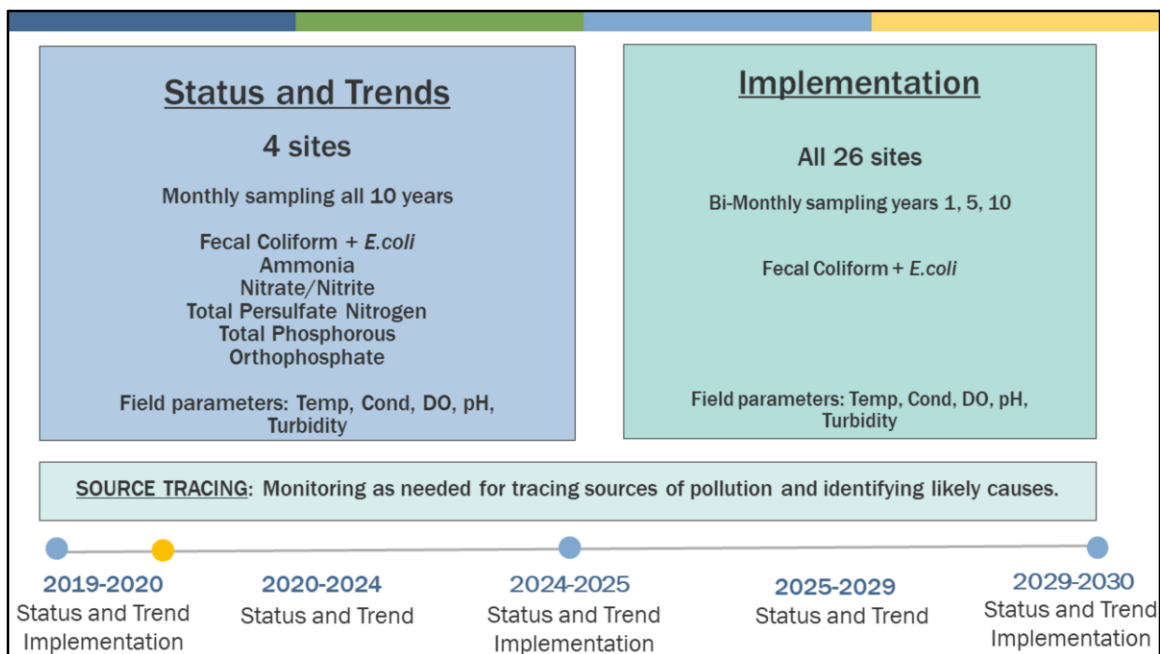 Status and Trends
4 sites
Monthly sampling all 10 years
Fecal Coliform + E.coli
Ammonia
Nitrate/Nitrite
Total Persulfate Nitrogen
Total Phosphorous
Orthophosphate
Field parameters: Temp, Cond, DO, pH,
Turbidity
Implementation
All 26 sites
Bi-Monthly sampling years 1, 5, 10
Fecal Coliform + E.coli
Field parameters: Temp, Cond, DO, pH,
Turbidity
SOURCE TRACING: Monitoring as needed for tracing sources of pollution and identifying likely causes.
2019-2020
Status and Trend
Implementation
2020-2024
Status and Trend
2024-2025
Status and Trend
Implementation
2025-2029
Status and Trend
2029-2030
Status and Trend
Implementation